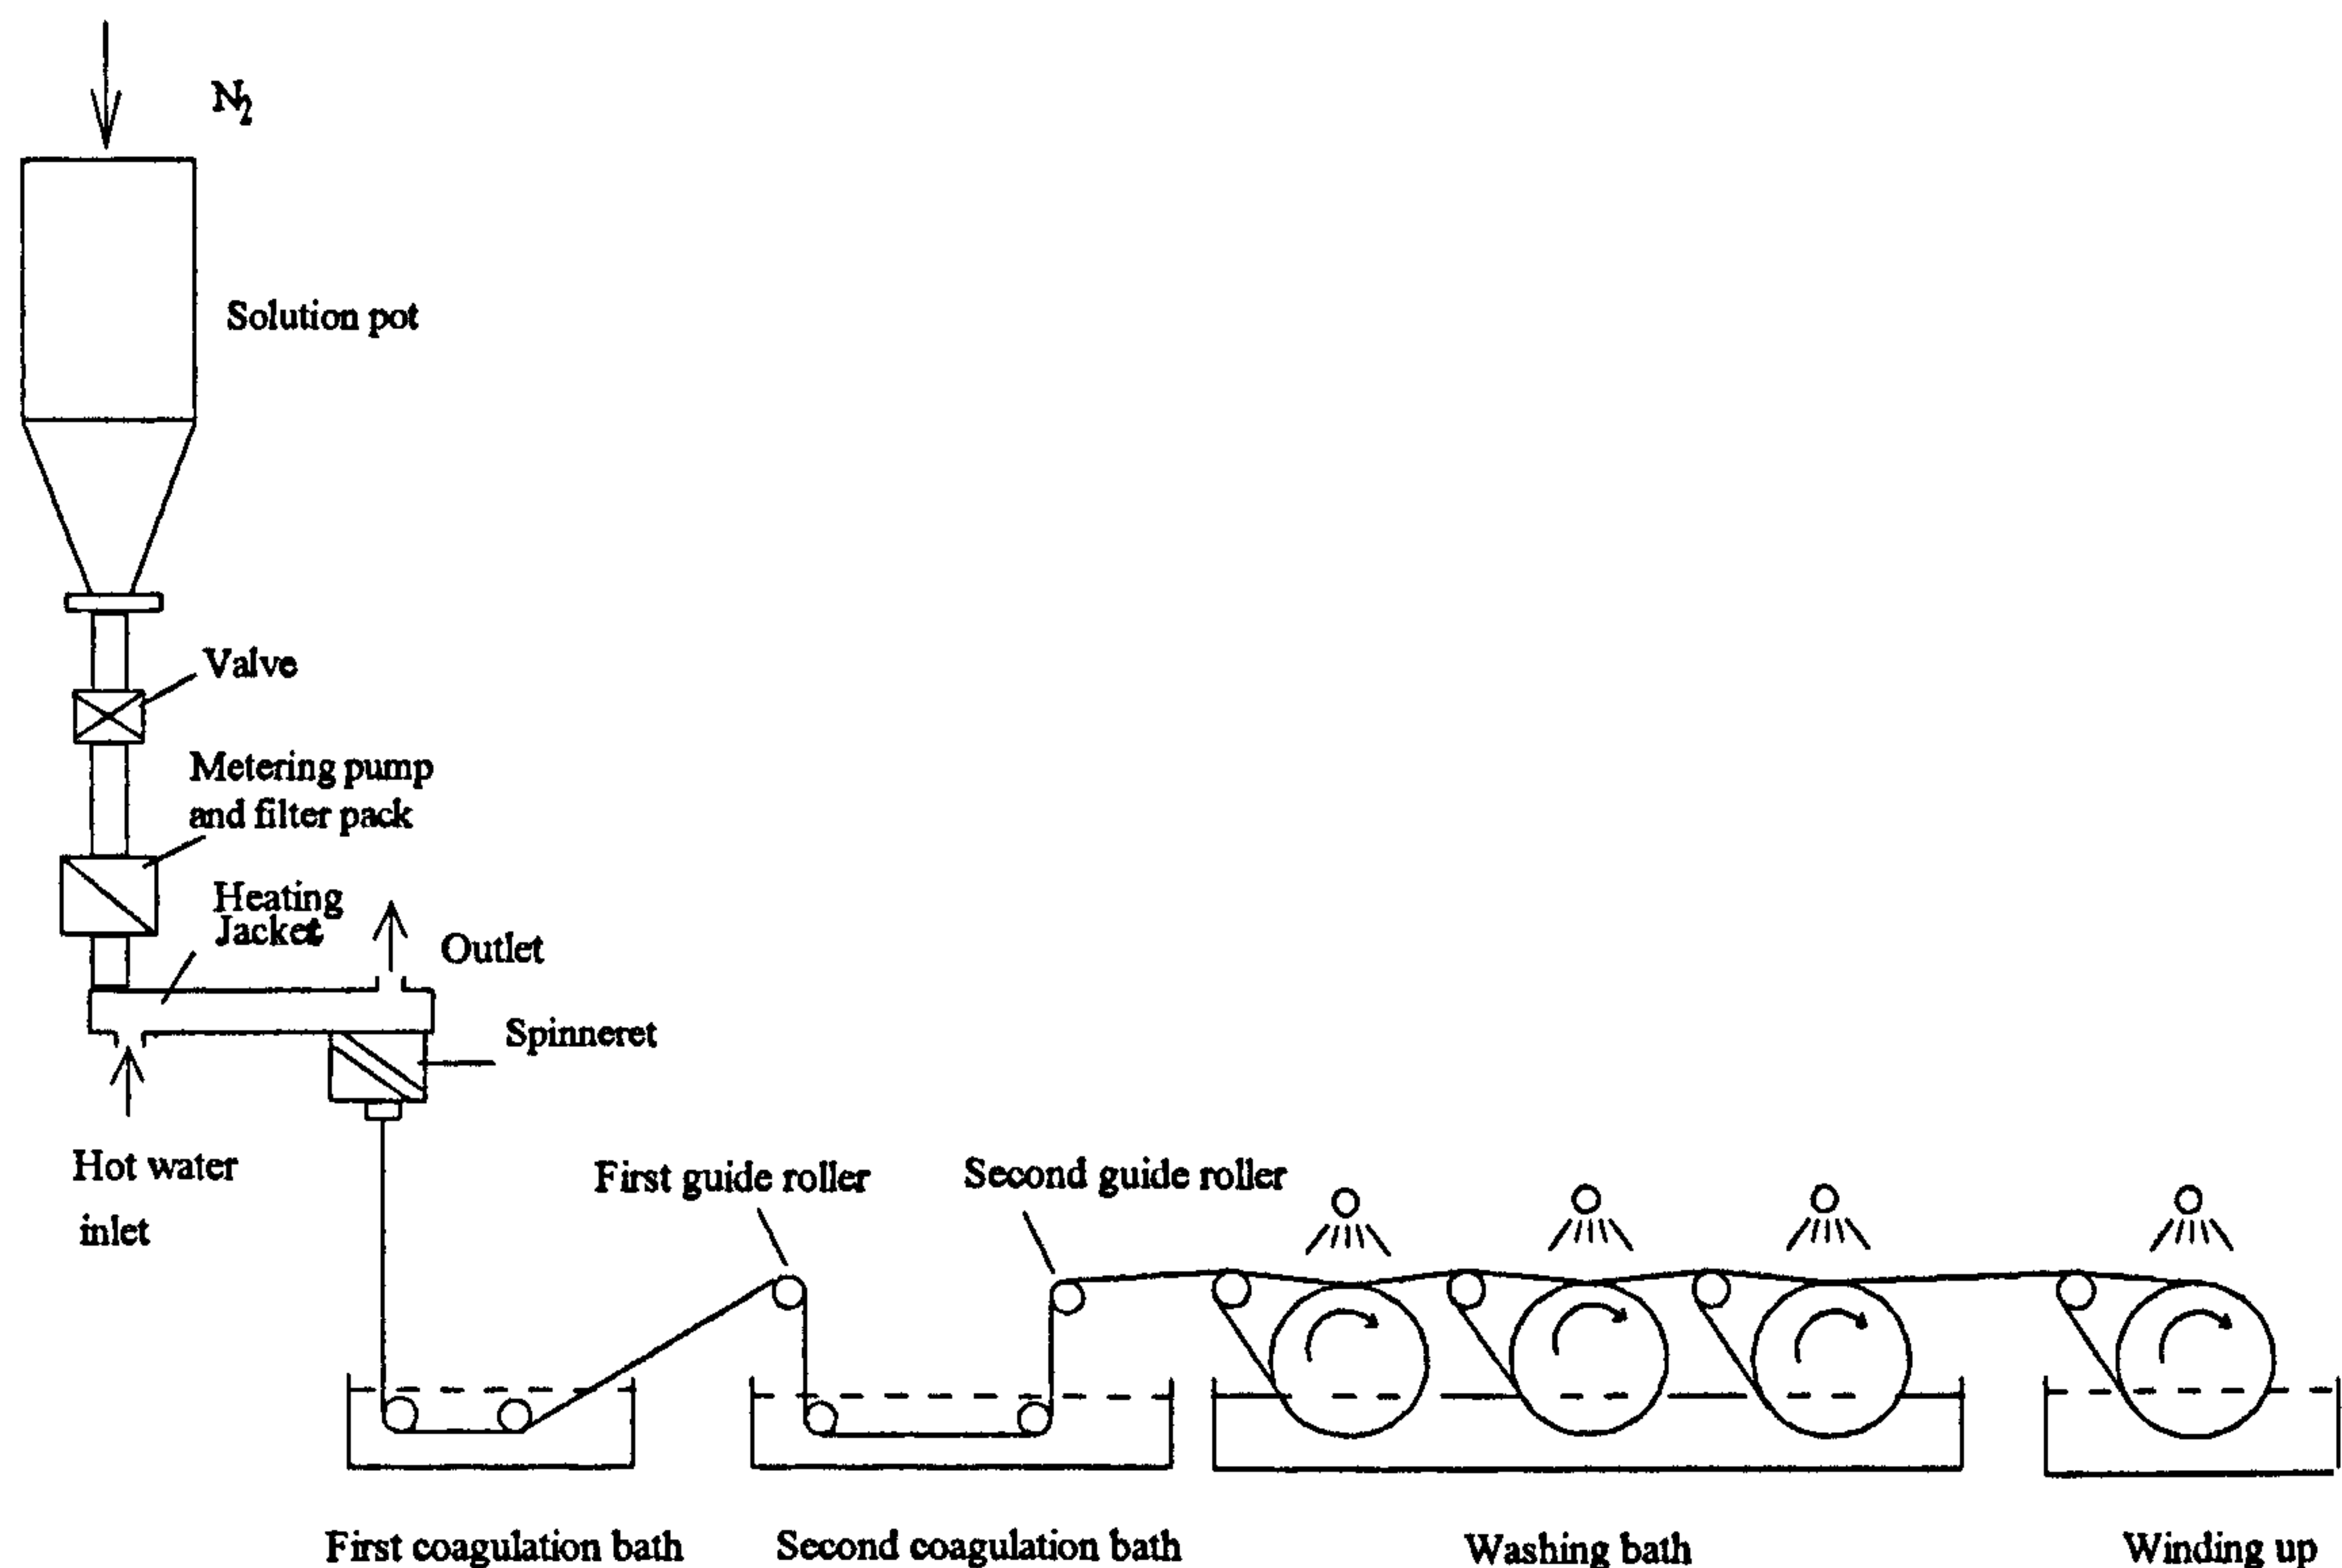 N2
Solution pot
Valve
Metering pump
and filter pack
Heating
Jacket
Outlet
Spinneret
Hot water
inlet
First guide roller
Second guide roller
First coagulation bath
Second coagulation bath
Washing bath
Winding up